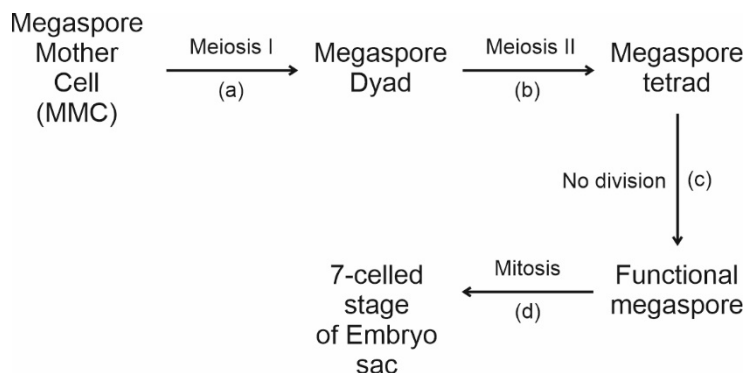 Megaspore
Mother
Cell
(MMC)
Meiosis I
(a)
Megaspore
Dyad
Meiosis II
(b)
Megaspore
tetrad
No division
(c)
Functional
megaspore
Mitosis
(d)
7-celled
stage
of Embryo
sac